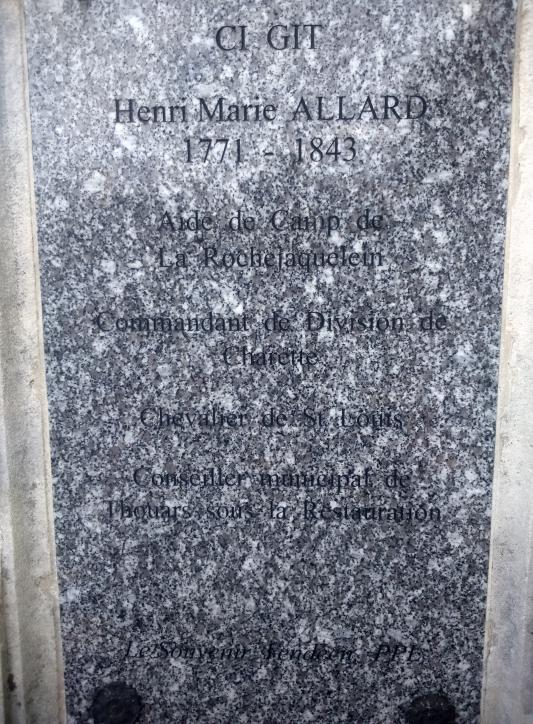 CI GIT
Henri Marie ALLARD
1771 - 1843
Aide de Camp de
La Rochejaquelein
Commandant de Division de
Charette
Chevalier de St Louis
Conseiller municipal de
Thouars sous la Restauration
Le Souvenir Vendéen PPL